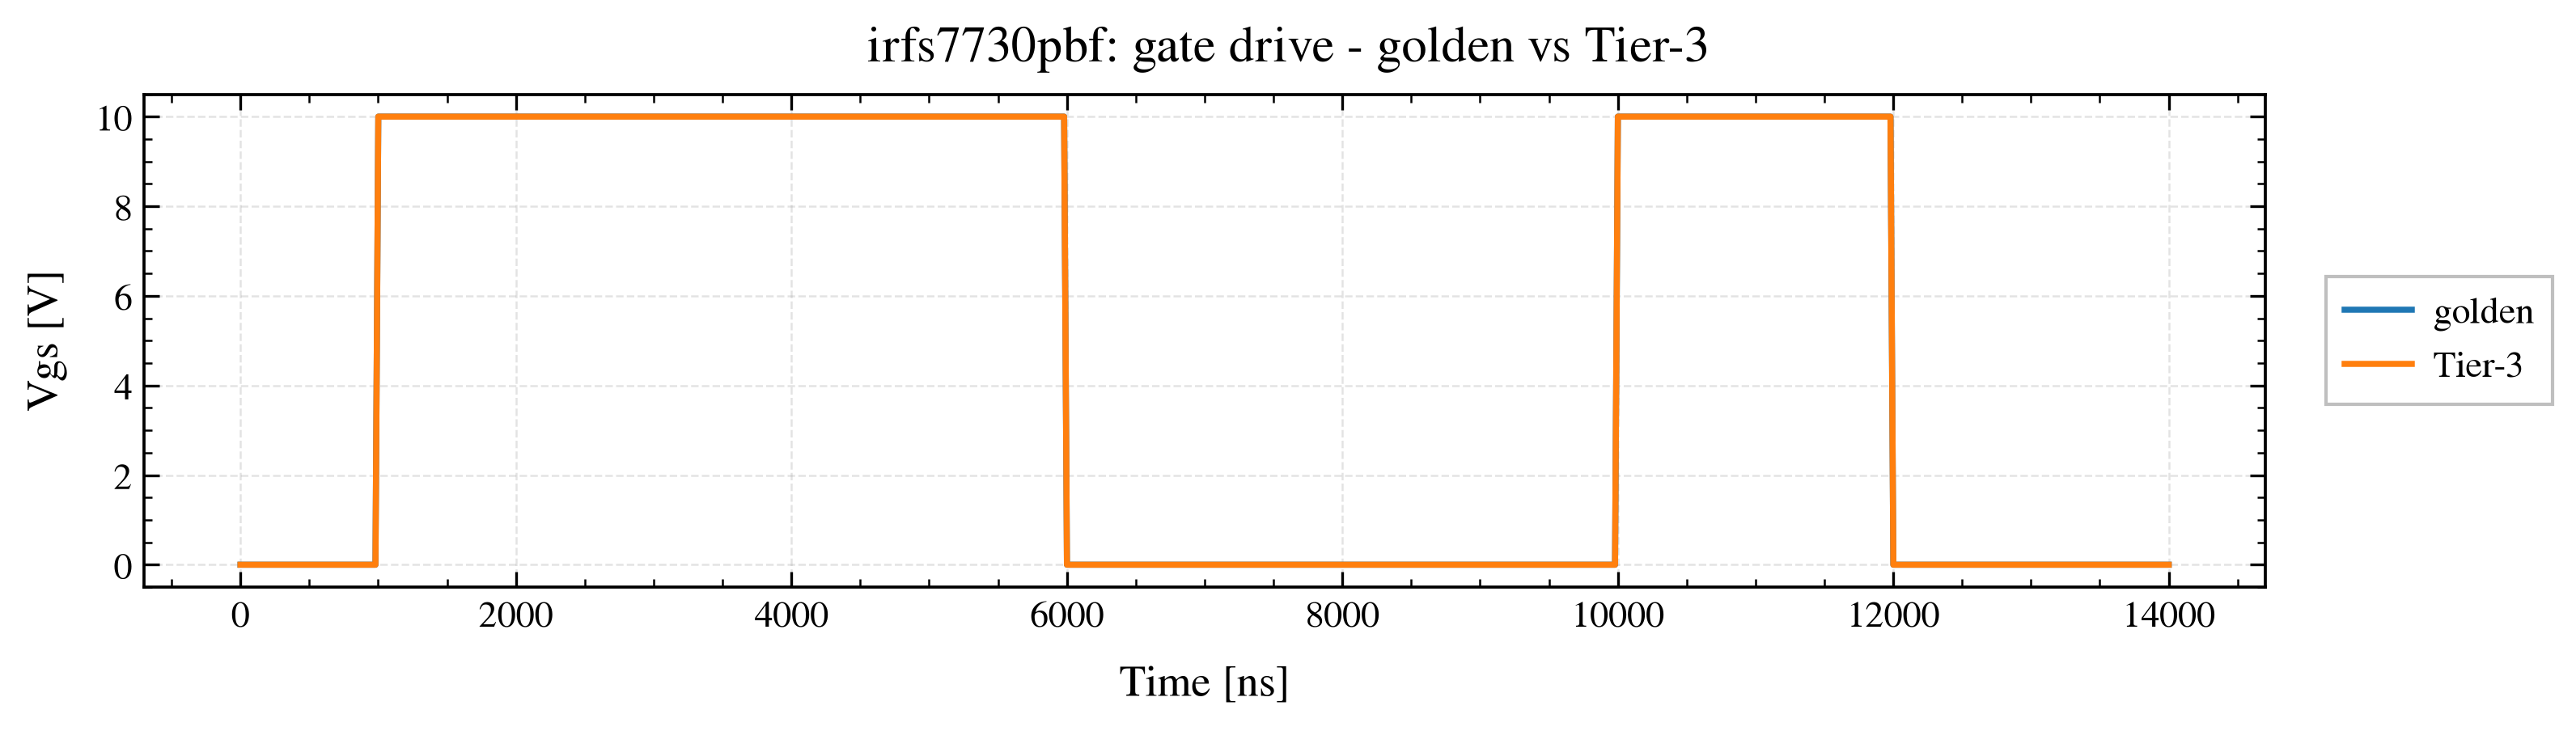 irfs7730pbf: gate drive - golden vs Tier-3
10
8
6
4
2
0
Vgs [V]
0 2000 4000 6000 8000 10000 12000 14000
Time [ns]
golden
Tier-3